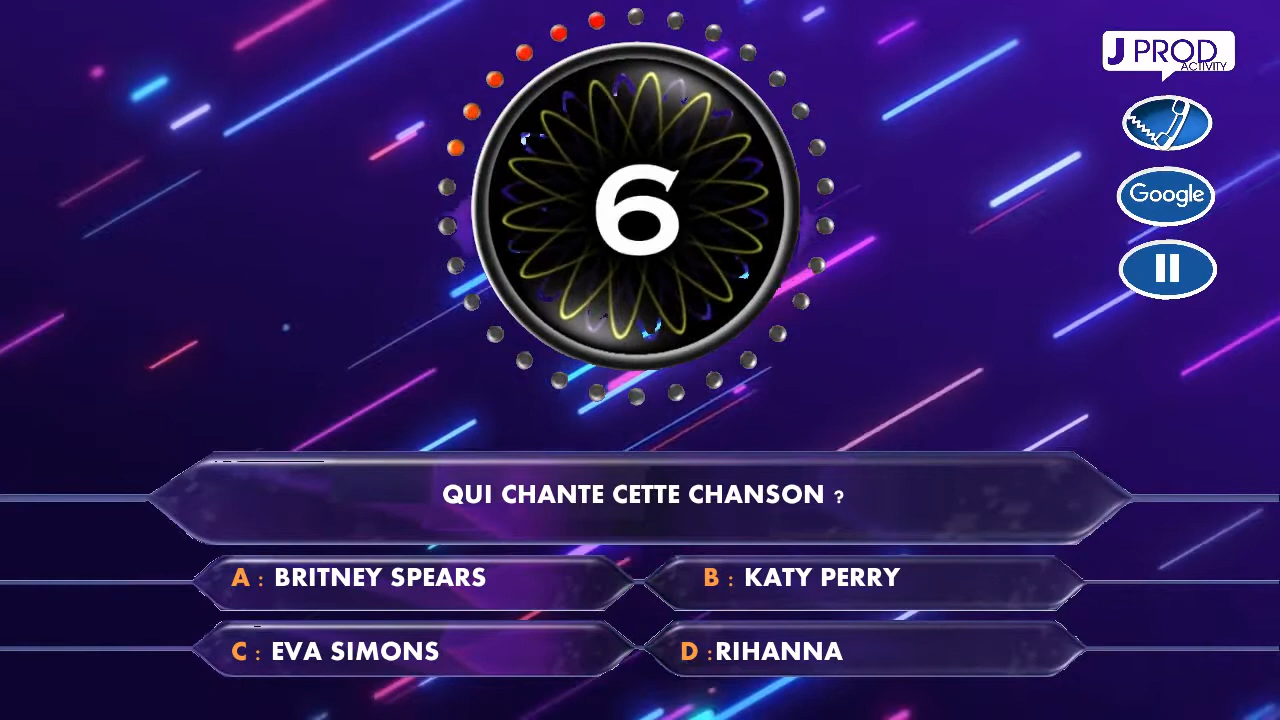 J PROD
ACTIVITY
Google
6
QUI CHANTE CETTE CHANSON ?
A : BRITNEY SPEARS
B : KATY PERRY
C : EVA SIMONS
D :RIHANNA